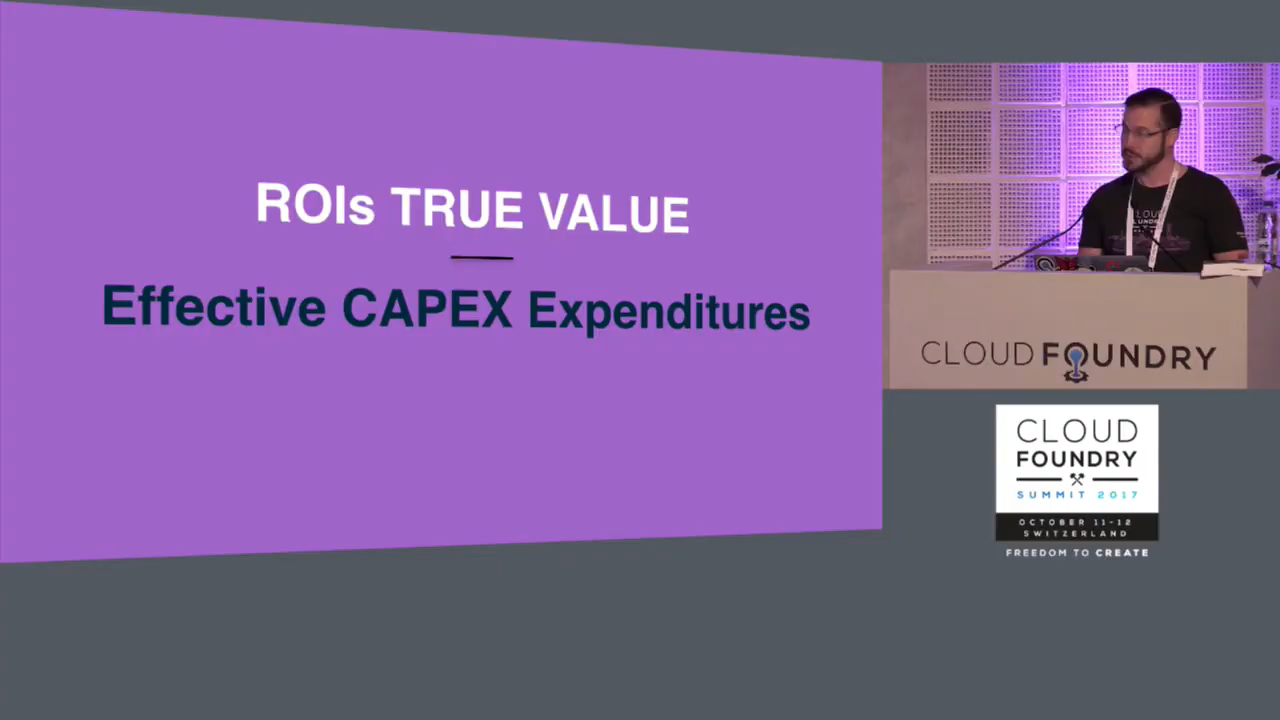 ROIs TRUE VALUE
Effective CAPEX Expenditures
CLOUD
CLOUD FOUNDRY
CLOUD
FOUNDRY
SUMMIT 2017
OCTOBER 11-12
SWITZERLAND
FREEDOM TO CREATE